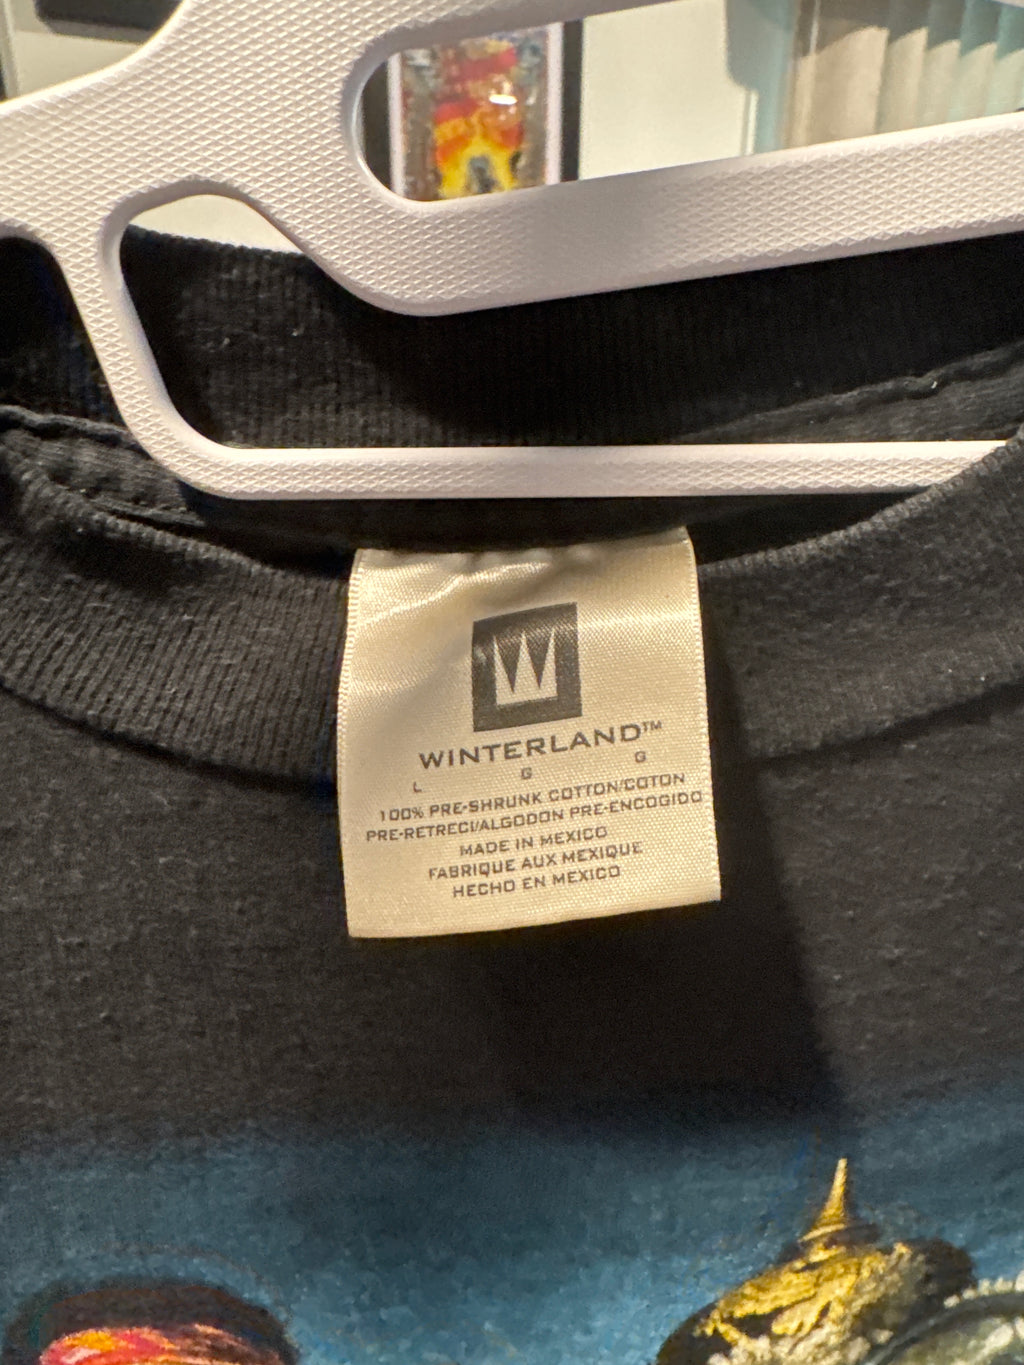 W
WINTERLAND™
L G G
100% PRE-SHRUNK COTTON/COTON
PRE-RETRECI/ALGODON PRE-ENCOGIDO
MADE IN MEXICO
FABRIQUE AUX MEXIQUE
HECHO EN MEXICO